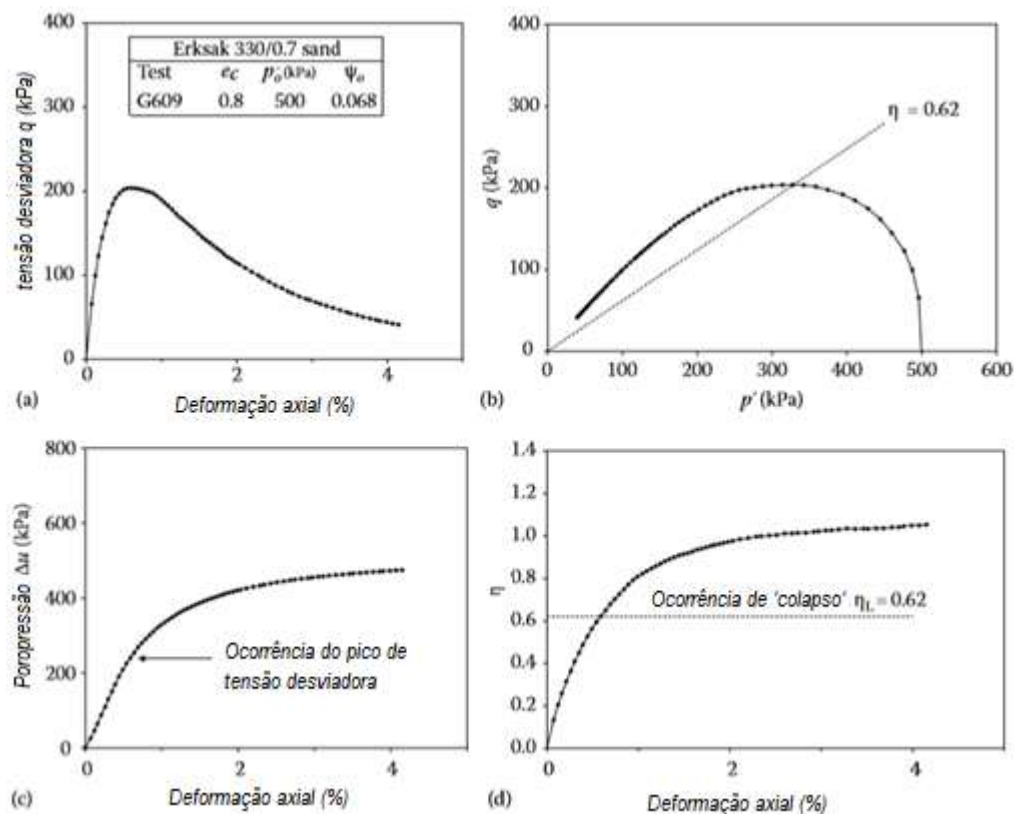 400
300
200
100
0
tensão desviadora q (kPa)
Erksak 330/0.7 sand
Test e_c p'_o (kPa) ψ_o
G609 0.8 500 0.068
0 2 4
(a)
Deformação axial (%)
400
300
200
100
0
q (kPa)
η = 0.62
0 100 200 300 400 500 600
(b)
p′ (kPa)
800
600
400
200
0
Poropressão Δu (kPa)
Ocorrência do pico de
tensão desviadora
0 2 4
(c)
Deformação axial (%)
1.4
1.2
1.0
0.8
0.6
0.4
0.2
0.0
η
Ocorrência de 'colapso' η_L = 0.62
0 2 4
(d)
Deformação axial (%)